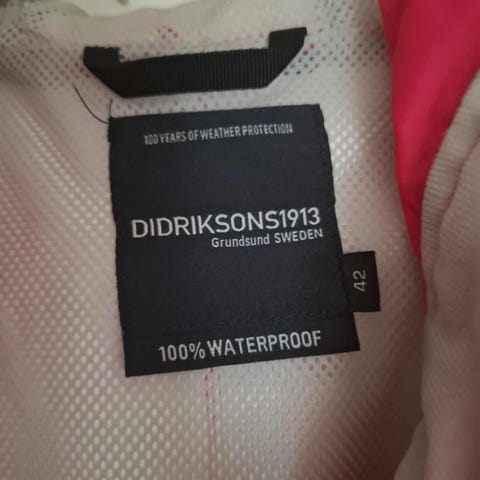 100 YEARS OF WEATHER PROTECTION
DIDRIKSONS1913
Grundsund SWEDEN
42
100% WATERPROOF